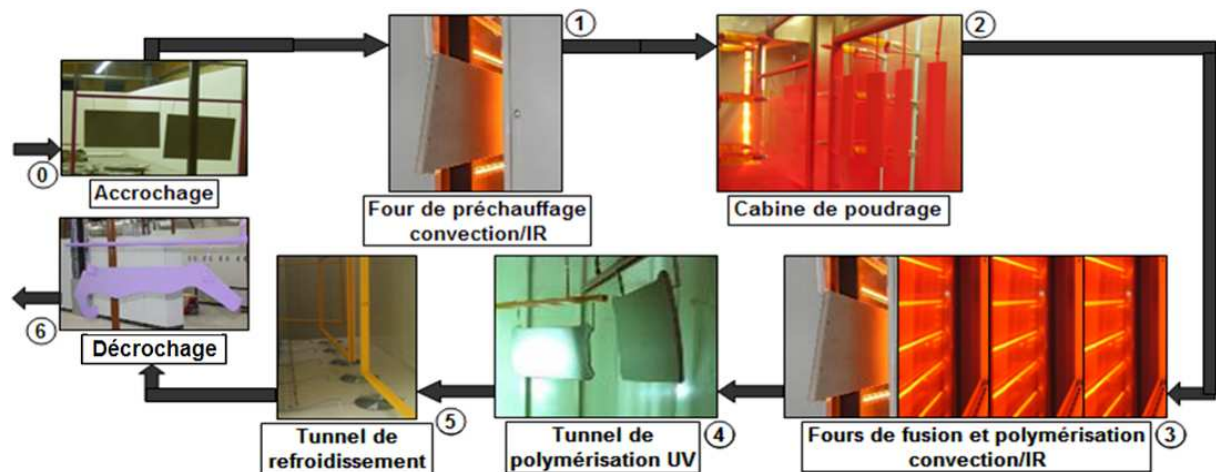 0
Accrochage
1
Four de préchauffage
convection/IR
2
Cabine de poudrage
3
Fours de fusion et polymérisation
convection/IR
4
Tunnel de
polymérisation UV
5
Tunnel de
refroidissement
6
Décrochage